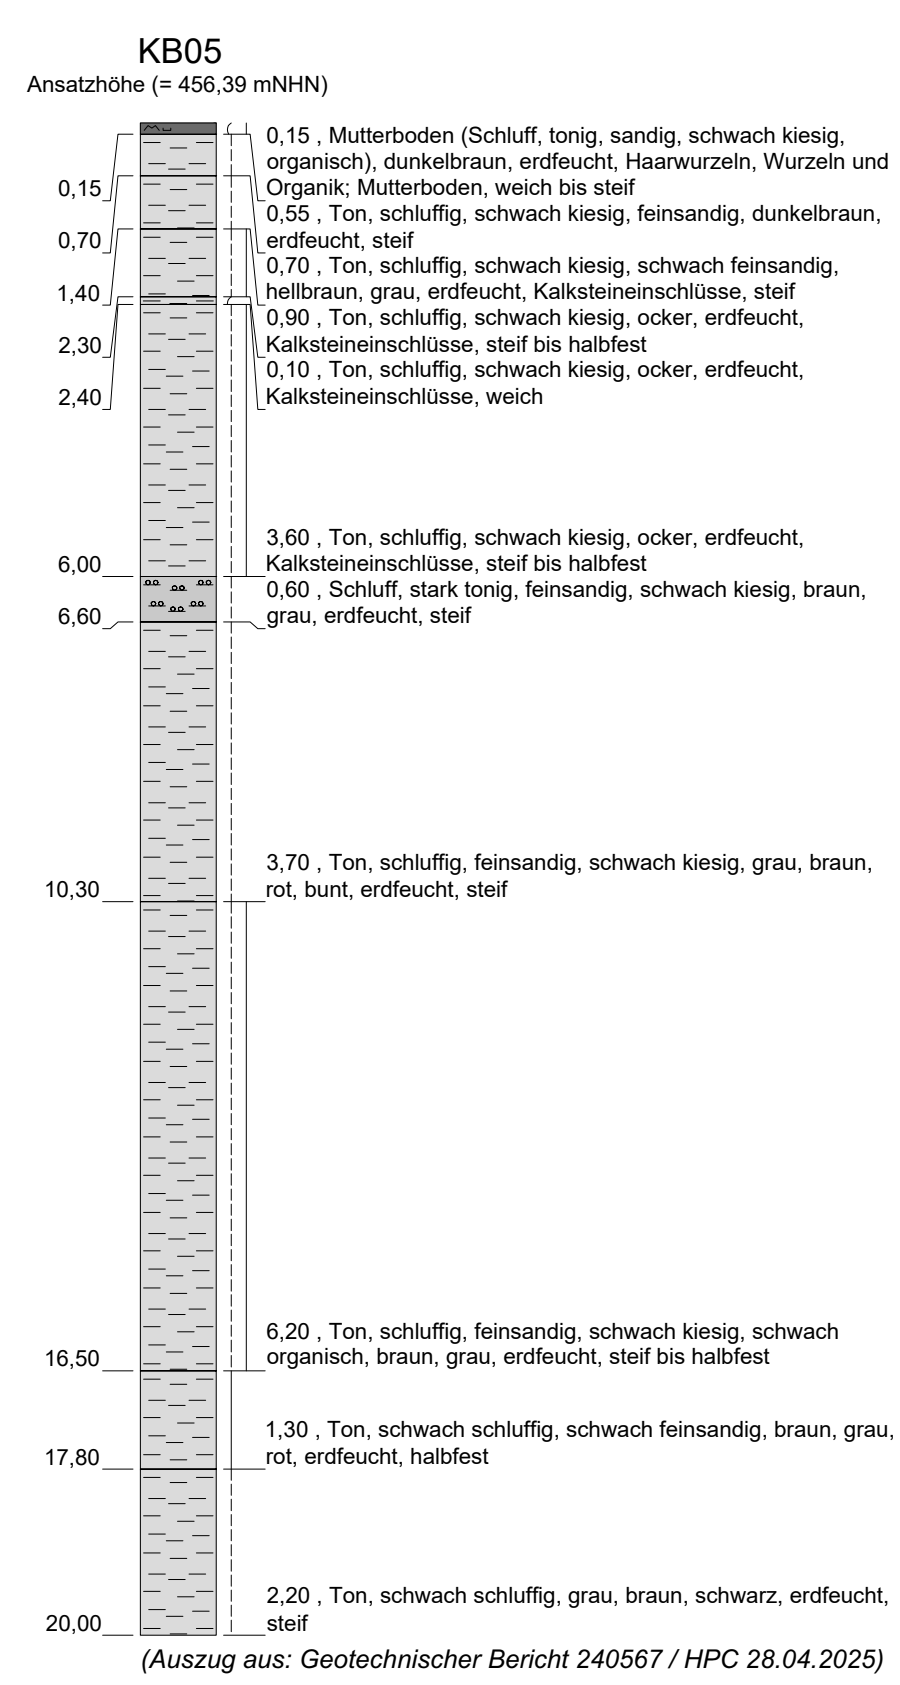 KB05
Ansatzhöhe (= 456,39 mNHN)
0,15 , Mutterboden (Schluff, tonig, sandig, schwach kiesig,
organisch), dunkelbraun, erdfeucht, Haarwurzeln, Wurzeln und
0,15 Organik; Mutterboden, weich bis steif
0,55 , Ton, schluffig, schwach kiesig, feinsandig, dunkelbraun,
0,70 erdfeucht, steif
0,70 , Ton, schluffig, schwach kiesig, schwach feinsandig,
1,40 hellbraun, grau, erdfeucht, Kalksteineinschlüsse, steif
0,90 , Ton, schluffig, schwach kiesig, ocker, erdfeucht,
2,30 Kalksteineinschlüsse, steif bis halbfest
0,10 , Ton, schluffig, schwach kiesig, ocker, erdfeucht,
2,40 Kalksteineinschlüsse, weich
3,60 , Ton, schluffig, schwach kiesig, ocker, erdfeucht,
6,00 Kalksteineinschlüsse, steif bis halbfest
0,60 , Schluff, stark tonig, feinsandig, schwach kiesig, braun,
6,60 grau, erdfeucht, steif
3,70 , Ton, schluffig, feinsandig, schwach kiesig, grau, braun,
10,30 rot, bunt, erdfeucht, steif
6,20 , Ton, schluffig, feinsandig, schwach kiesig, schwach
16,50 organisch, braun, grau, erdfeucht, steif bis halbfest
1,30 , Ton, schwach schluffig, schwach feinsandig, braun, grau,
17,80 rot, erdfeucht, halbfest
2,20 , Ton, schwach schluffig, grau, braun, schwarz, erdfeucht,
20,00 steif
(Auszug aus: Geotechnischer Bericht 240567 / HPC 28.04.2025)